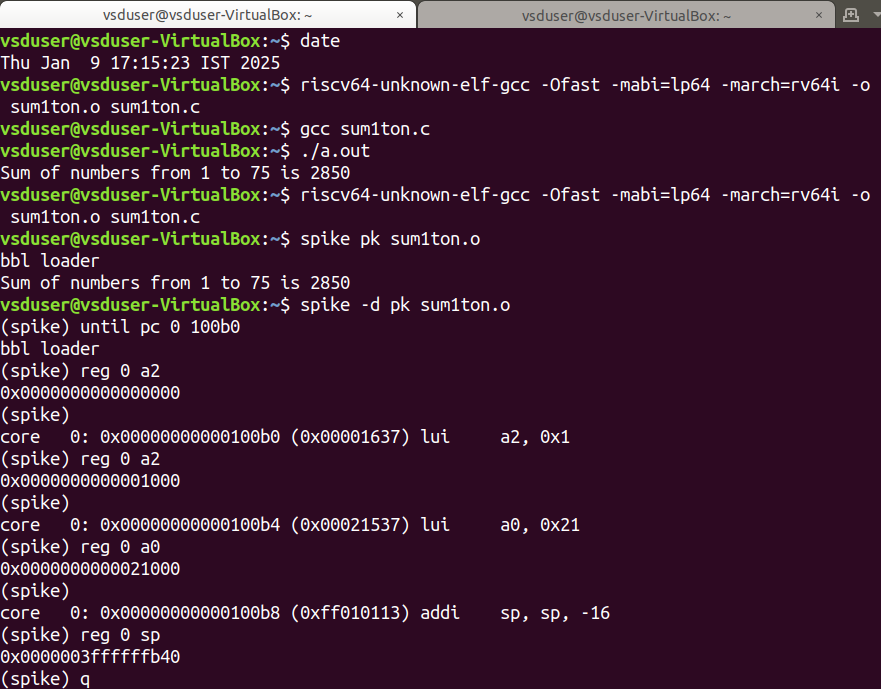 vsduser@vsduser-VirtualBox: ~ × vsduser@vsduser-VirtualBox: ~ ×
vsduser@vsduser-VirtualBox:~$ date
Thu Jan  9 17:15:23 IST 2025
vsduser@vsduser-VirtualBox:~$ riscv64-unknown-elf-gcc -Ofast -mabi=lp64 -march=rv64i -o
 sum1ton.o sum1ton.c
vsduser@vsduser-VirtualBox:~$ gcc sum1ton.c
vsduser@vsduser-VirtualBox:~$ ./a.out
Sum of numbers from 1 to 75 is 2850
vsduser@vsduser-VirtualBox:~$ riscv64-unknown-elf-gcc -Ofast -mabi=lp64 -march=rv64i -o
 sum1ton.o sum1ton.c
vsduser@vsduser-VirtualBox:~$ spike pk sum1ton.o
bbl loader
Sum of numbers from 1 to 75 is 2850
vsduser@vsduser-VirtualBox:~$ spike -d pk sum1ton.o
(spike) until pc 0 100b0
bbl loader
(spike) reg 0 a2
0x0000000000000000
(spike)
core   0: 0x00000000000100b0 (0x00001637) lui     a2, 0x1
(spike) reg 0 a2
0x0000000000001000
(spike)
core   0: 0x00000000000100b4 (0x00021537) lui     a0, 0x21
(spike) reg 0 a0
0x0000000000021000
(spike)
core   0: 0x00000000000100b8 (0xff010113) addi    sp, sp, -16
(spike) reg 0 sp
0x0000003ffffffb40
(spike) q